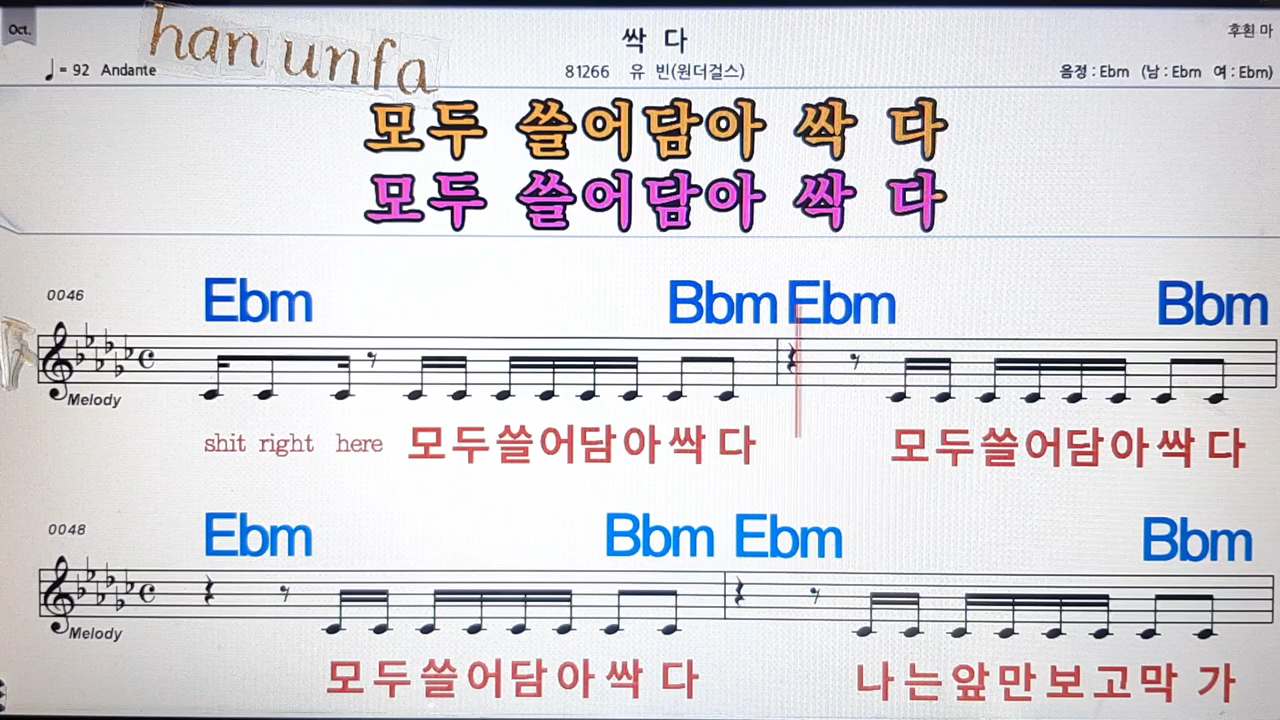 Oct.
han unfa
싹 다
후흰 마
♩= 92 Andante
81266 유 빈(원더걸스)
음정 : Ebm (남 : Ebm 여 : Ebm)
모두 쓸어담아 싹 다
모두 쓸어담아 싹 다
0046
Ebm Bbm Ebm Bbm
Melody
shit right here 모두쓸어담아싹 다 모두쓸어담아싹 다
0048
Ebm Bbm Ebm Bbm
Melody
모두쓸어담아싹 다 나는앞만보고막 가